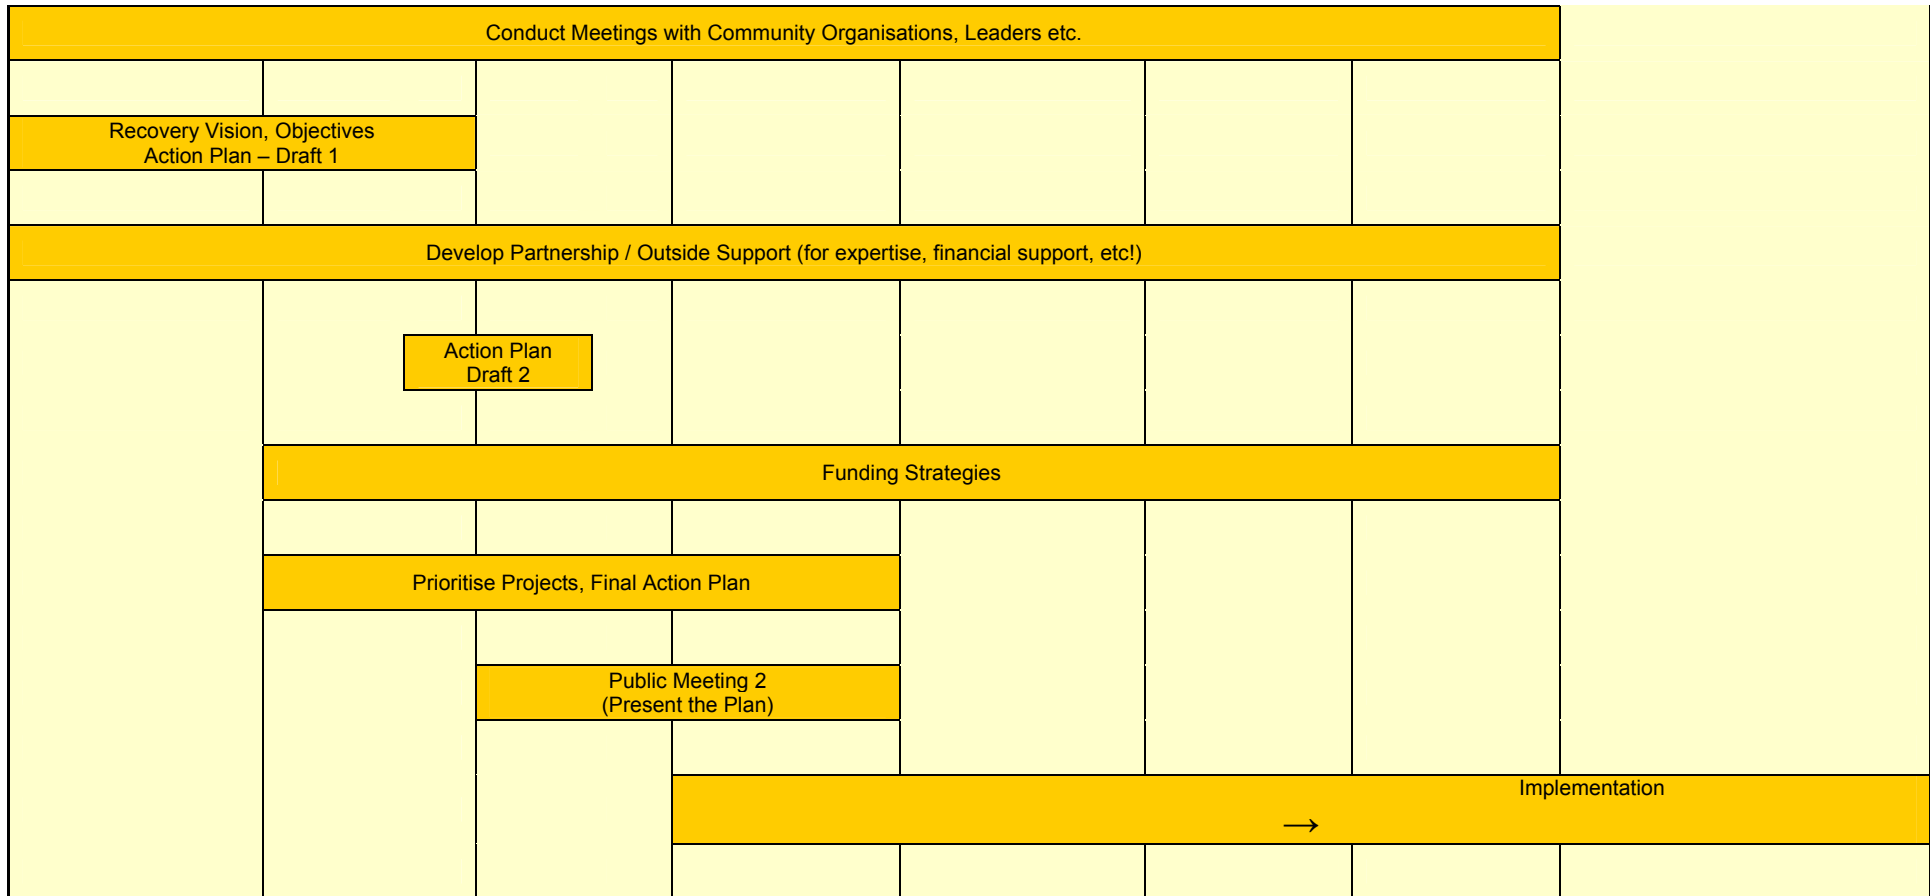 Conduct Meetings with Community Organisations, Leaders etc.
Recovery Vision, Objectives
Action Plan – Draft 1
Develop Partnership / Outside Support (for expertise, financial support, etc!)
Action Plan
Draft 2
Funding Strategies
Prioritise Projects, Final Action Plan
Public Meeting 2
(Present the Plan)
Implementation
→